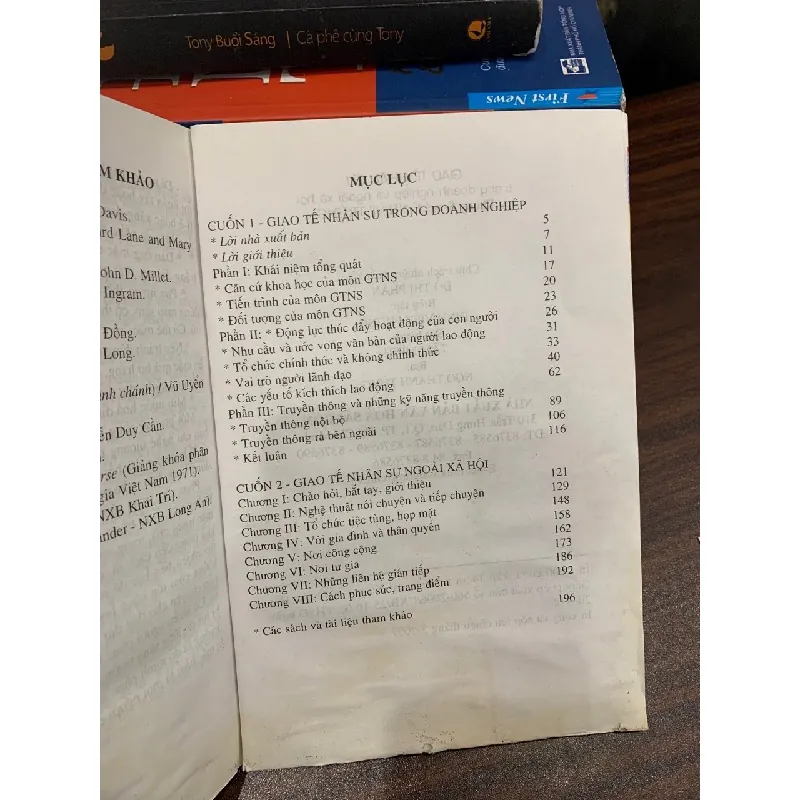 Tony Buổi Sáng | Cà phê cùng Tony
First News
M KHẢO
Davis.
rd Lane and Mary
ohn D. Millet.
Ingram.
Đồng.
Long.
nh chánh) / Vũ Uyên
ễn Duy Cần.
rse (Giảng khóa phân
gia Việt Nam 1971).
NXB Khai Trí).
ander - NXB Long An).
MỤC LỤC
CUỐN 1 - GIAO TẾ NHÂN SỰ TRONG DOANH NGHIỆP
* Lời nhà xuất bản 5
* Lời giới thiệu 7
Phần I: Khái niệm tổng quát 11
* Căn cứ khoa học của môn GTNS 17
* Tiến trình của môn GTNS 20
* Đối tượng của môn GTNS 23
Phần II: * Động lực thúc đẩy hoạt động của con người 26
* Nhu cầu và ước vọng văn bản của người lao động 31
* Tổ chức chính thức và không chính thức 33
* Vai trò người lãnh đạo 40
* Các yếu tố kích thích lao động 62
Phần III: Truyền thông và những kỹ năng truyền thông
* Truyền thông nội bộ 89
* Truyền thông ra bên ngoài 106
* Kết luận 116
CUỐN 2 - GIAO TẾ NHÂN SỰ NGOÀI XÃ HỘI
Chương I: Chào hỏi, bắt tay, giới thiệu 121
Chương II: Nghệ thuật nói chuyện và tiếp chuyện 129
Chương III: Tổ chức tiệc tùng, họp mặt 148
Chương IV: Với gia đình và thân quyến 158
Chương V: Nơi công cộng 162
Chương VI: Nơi tư gia 173
Chương VII: Những liên hệ gián tiếp 186
Chương VIII: Cách phục sức, trang điểm 192
* Các sách và tài liệu tham khảo 196